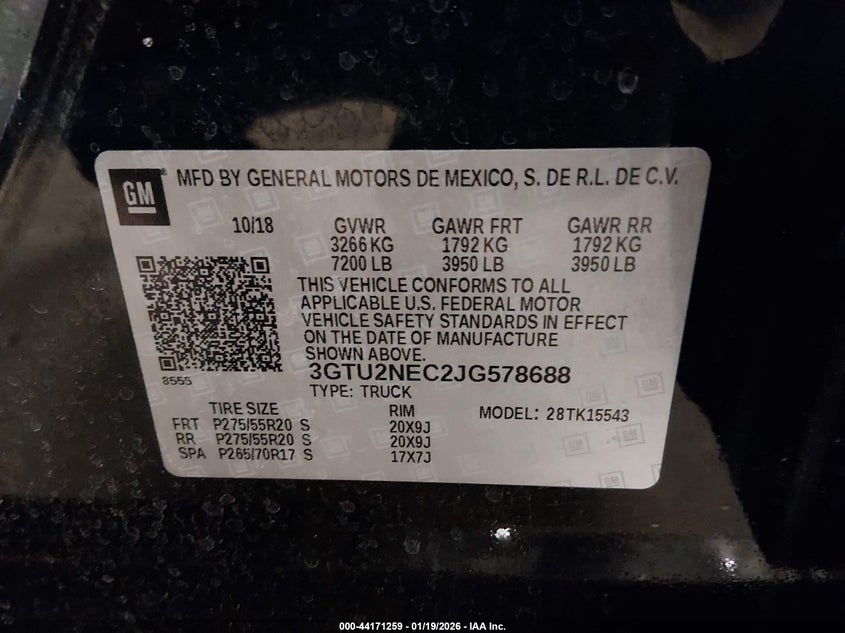 GM
® MFD BY GENERAL MOTORS DE MEXICO, S. DE R.L. DE C.V.
10/18 GVWR GAWR FRT GAWR RR
3266 KG 1792 KG 1792 KG
7200 LB 3950 LB 3950 LB
THIS VEHICLE CONFORMS TO ALL
APPLICABLE U.S. FEDERAL MOTOR
VEHICLE SAFETY STANDARDS IN EFFECT
ON THE DATE OF MANUFACTURE
SHOWN ABOVE.
3GTU2NEC2JG578688
8555
TYPE: TRUCK
TIRE SIZE RIM MODEL: 28TK15543
FRT P275/55R20 S 20X9J
RR P275/55R20 S 20X9J
SPA P265/70R17 S 17X7J
000-44171259 - 01/19/2026 - IAA Inc.